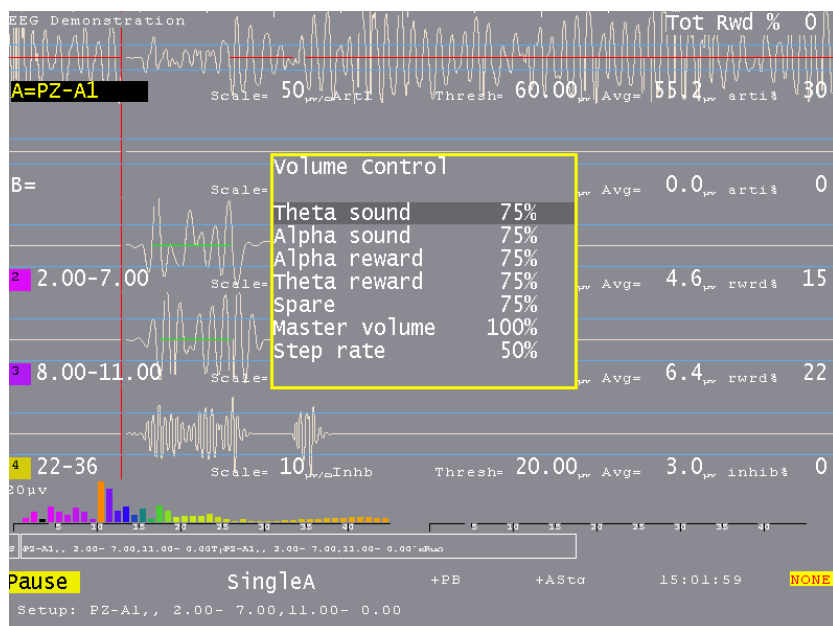 EEG Demonstration Tot Rwd % 0
A=PZ-A1 Scale= 50 Thresh= 60.00 Avg= 55.2 arti% 30
Volume Control
B= Scale= Avg= 0.0 arti% 0
Theta sound 75%
Alpha sound 75%
Alpha reward 75%
2 2.00-7.00 Scale= Theta reward 75% Avg= 4.6 rwrd% 15
Spare 75%
Master volume 100%
Step rate 50%
3 8.00-11.00 Scale= Avg= 6.4 rwrd% 22
4 22-36 Scale= 10 Inhb Thresh= 20.00 Avg= 3.0 inhib% 0
20µv
5 10 15 20 25 30 35 40 5 10 15 20 25 30 35 40
Pause SingleA +PB 15:01:59 NONE
Setup: PZ-A1,, 2.00- 7.00,11.00- 0.00